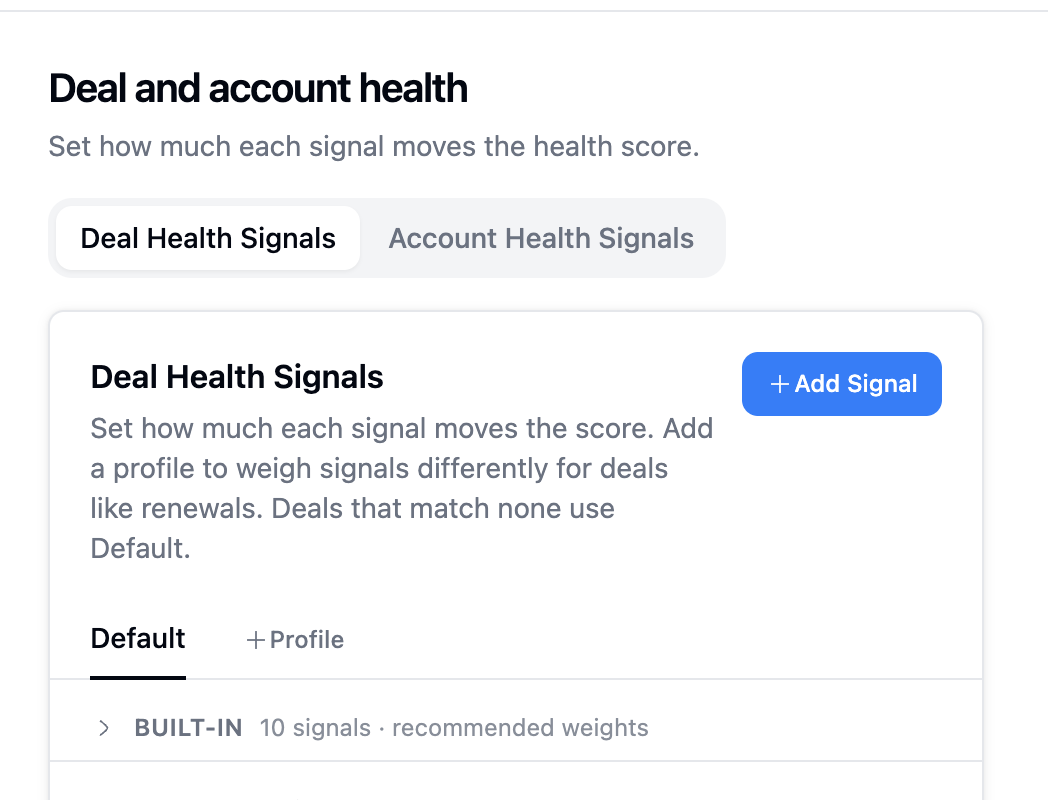 Deal and account health
Set how much each signal moves the health score.
Deal Health Signals
Account Health Signals
Deal Health Signals
+ Add Signal
Set how much each signal moves the score. Add
a profile to weigh signals differently for deals
like renewals. Deals that match none use
Default.
Default
+ Profile
BUILT-IN 10 signals · recommended weights